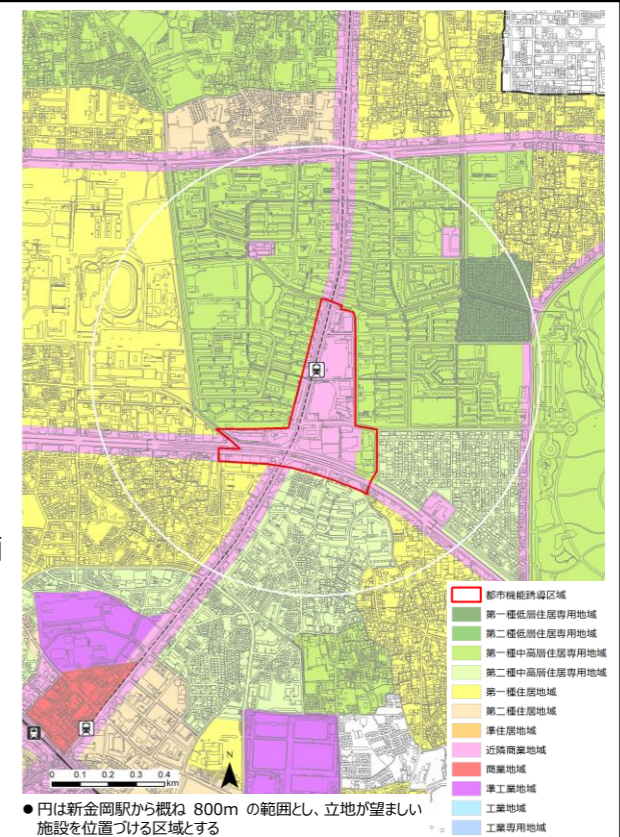 都市機能誘導区域
第一種低層住居専用地域
第二種低層住居専用地域
第一種中高層住居専用地域
第二種中高層住居専用地域
第一種住居地域
第二種住居地域
準住居地域
近隣商業地域
商業地域
準工業地域
工業地域
工業専用地域
N
0 0.1 0.2 0.3 0.4
km
●円は新金岡駅から概ね 800m の範囲とし、立地が望ましい
施設を位置づける区域とする